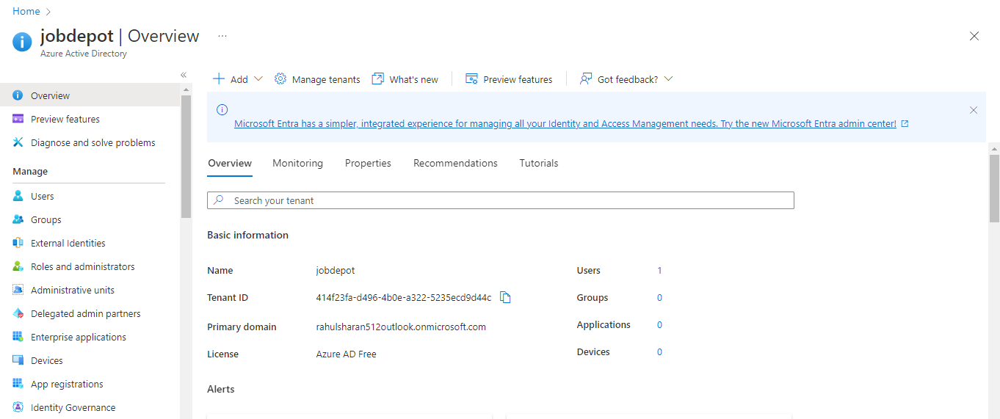 Home >
jobdepot | Overview ...
Azure Active Directory
«
Overview
Preview features
Diagnose and solve problems
Manage
Users
Groups
External Identities
Roles and administrators
Administrative units
Delegated admin partners
Enterprise applications
Devices
App registrations
Identity Governance
Add Manage tenants What's new Preview features Got feedback?
Microsoft Entra has a simpler, integrated experience for managing all your Identity and Access Management needs. Try the new Microsoft Entra admin center!
Overview Monitoring Properties Recommendations Tutorials
Search your tenant
Basic information
Name jobdepot Users 1
Tenant ID 414f23fa-d496-4b0e-a322-5235ecd9d44c Groups 0
Primary domain rahulsharan512outlook.onmicrosoft.com Applications 0
License Azure AD Free Devices 0
Alerts